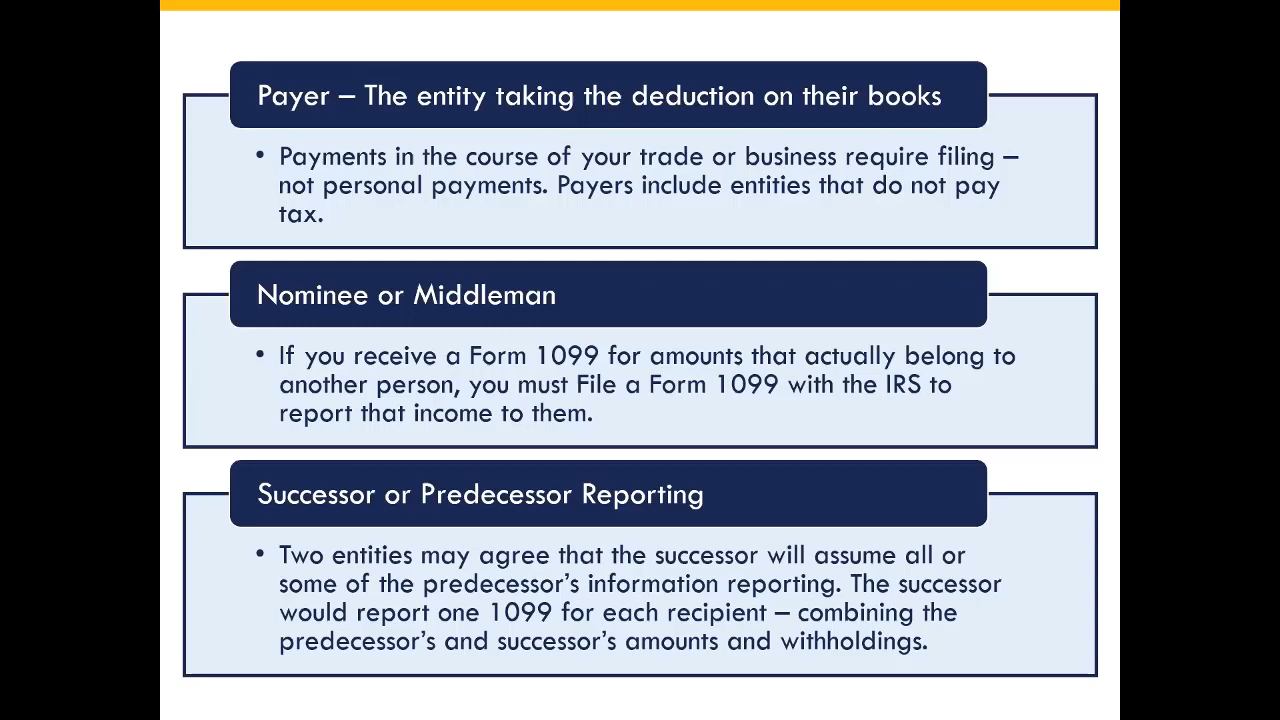 Payer – The entity taking the deduction on their books
• Payments in the course of your trade or business require filing –
not personal payments. Payers include entities that do not pay
tax.
Nominee or Middleman
• If you receive a Form 1099 for amounts that actually belong to
another person, you must File a Form 1099 with the IRS to
report that income to them.
Successor or Predecessor Reporting
• Two entities may agree that the successor will assume all or
some of the predecessor’s information reporting. The successor
would report one 1099 for each recipient – combining the
predecessor’s and successor’s amounts and withholdings.